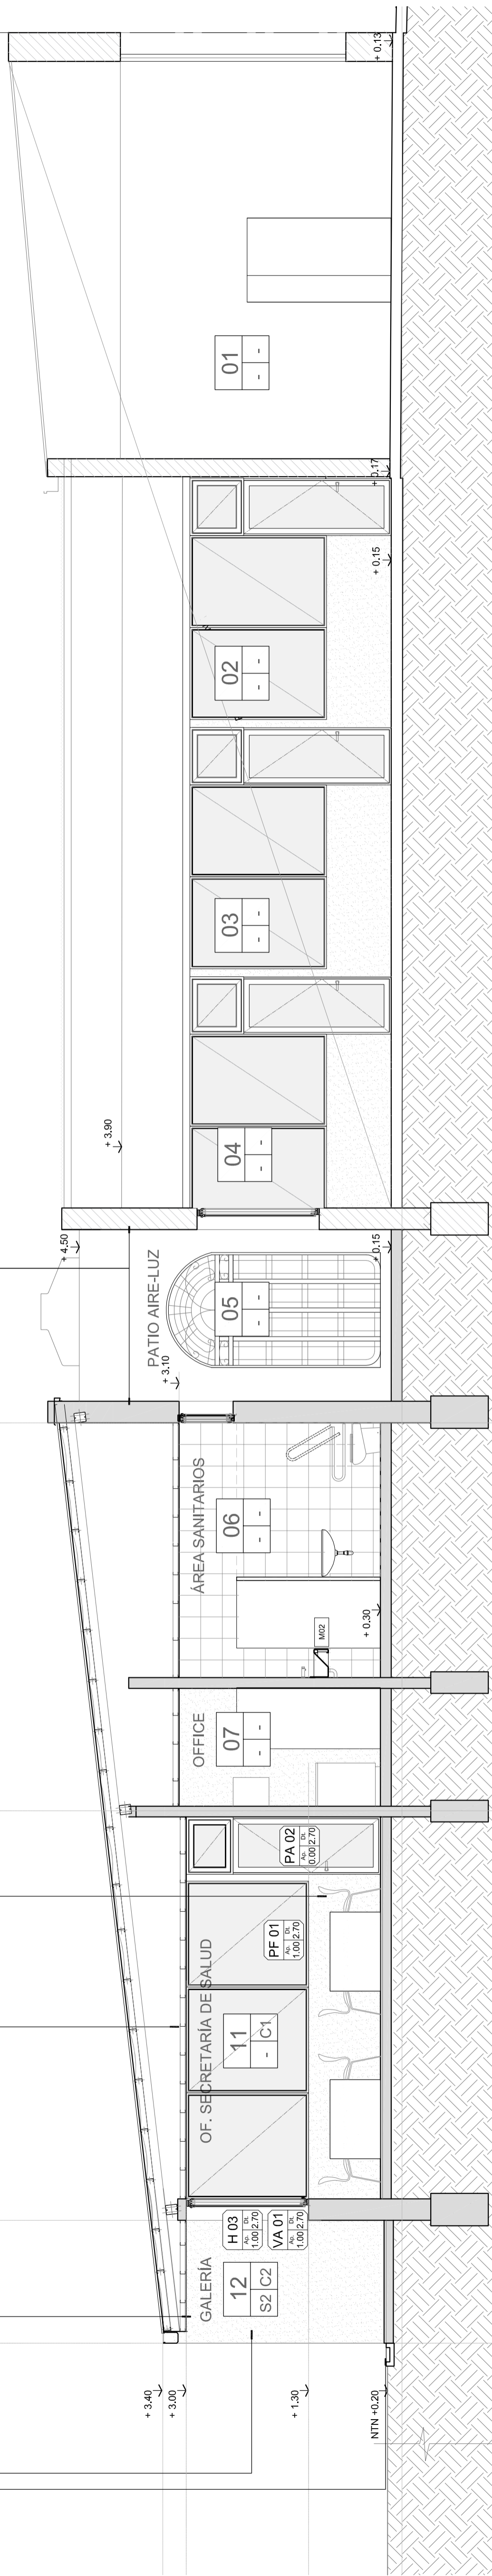 + 3.40
+ 3.00
+ 1.30
NTN +0.20
GALERÍA
12
S2 C2
H 03
Ap. Dt.
1.00 2.70
VA 01
Ap. Dt.
1.00 2.70
OF. SECRETARÍA DE SALUD
11
- C1
PF 01
Ap. Dt.
1.00 2.70
PA 02
Ap. Dt.
0.00 2.70
OFFICE
07
- -
ÁREA SANITARIOS
06
- -
M02
+ 0.30
+ 3.10
PATIO AIRE-LUZ
05
- -
+ 4.50
+ 0.15
+ 3.90
04
- -
03
- -
02
- -
+ 0.15
+ 0.17
01
- -
+ 0.13